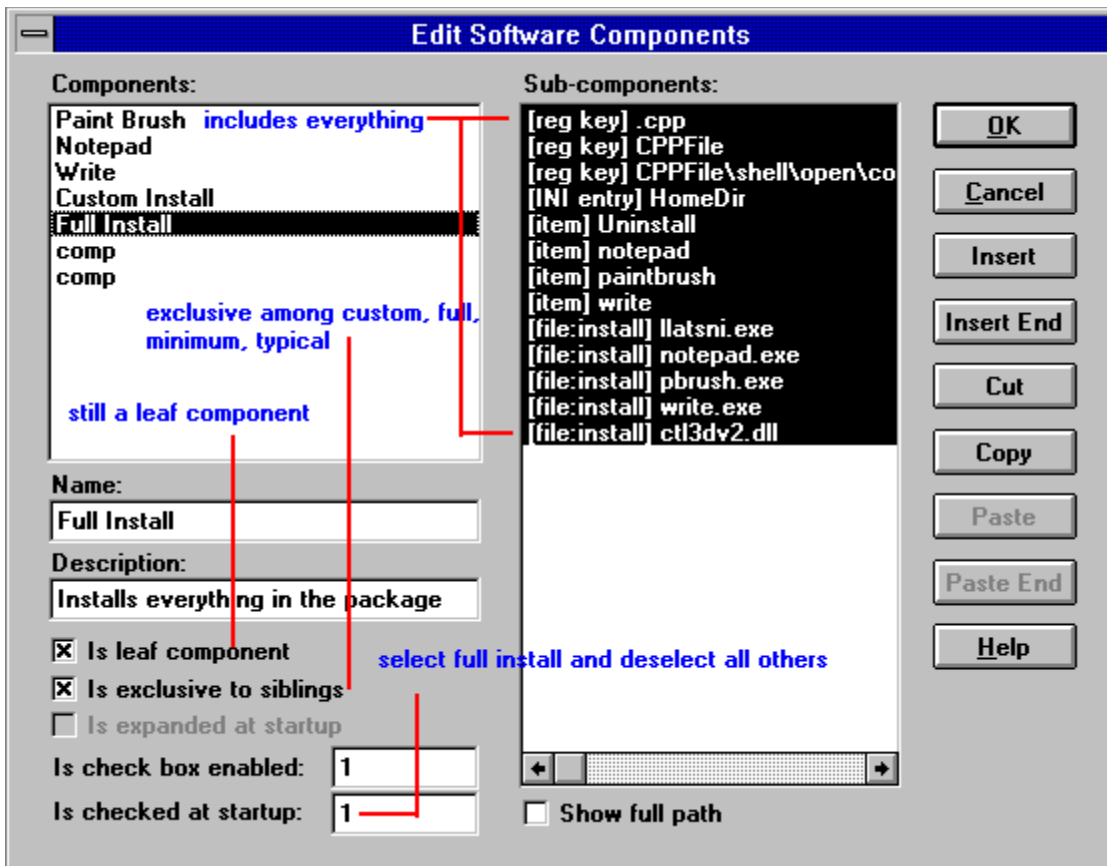 Edit Software Components
Components:
Paint Brush includes everything
Notepad
Write
Custom Install
Full Install
comp
comp
exclusive among custom, full,
minimum, typical
still a leaf component
Name:
Full Install
Description:
Installs everything in the package
Is leaf component
Is exclusive to siblings
Is expanded at startup
Is check box enabled: 1
Is checked at startup: 1
select full install and deselect all others
Sub-components:
[reg key] .cpp
[reg key] CPPFile
[reg key] CPPFile\shell\open\co
[INI entry] HomeDir
[item] Uninstall
[item] notepad
[item] paintbrush
[item] write
[file:install] llatsni.exe
[file:install] notepad.exe
[file:install] pbrush.exe
[file:install] write.exe
[file:install] ctl3dv2.dll
Show full path
OK
Cancel
Insert
Insert End
Cut
Copy
Paste
Paste End
Help